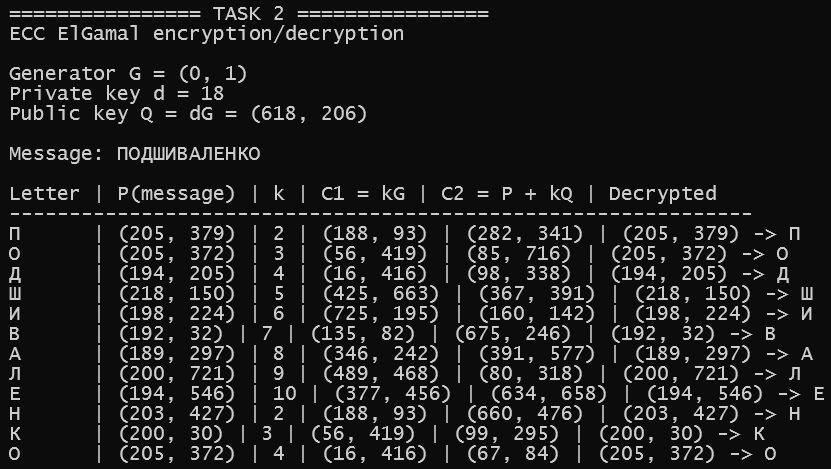 ================ TASK 2 ================
ECC ElGamal encryption/decryption
Generator G = (0, 1)
Private key d = 18
Public key Q = dG = (618, 206)
Message: ПОДШИВАЛЕНКО
Letter | P(message) | k | C1 = kG | C2 = P + kQ | Decrypted
--------------------------------------------------------------
П      | (205, 379) | 2 | (188, 93) | (282, 341) | (205, 379) -> П
О      | (205, 372) | 3 | (56, 419) | (85, 716) | (205, 372) -> О
Д      | (194, 205) | 4 | (16, 416) | (98, 338) | (194, 205) -> Д
Ш      | (218, 150) | 5 | (425, 663) | (367, 391) | (218, 150) -> Ш
И      | (198, 224) | 6 | (725, 195) | (160, 142) | (198, 224) -> И
В      | (192, 32) | 7 | (135, 82) | (675, 246) | (192, 32) -> В
А      | (189, 297) | 8 | (346, 242) | (391, 577) | (189, 297) -> А
Л      | (200, 721) | 9 | (489, 468) | (80, 318) | (200, 721) -> Л
Е      | (194, 546) | 10 | (377, 456) | (634, 658) | (194, 546) -> Е
Н      | (203, 427) | 2 | (188, 93) | (660, 476) | (203, 427) -> Н
К      | (200, 30) | 3 | (56, 419) | (99, 295) | (200, 30) -> К
О      | (205, 372) | 4 | (16, 416) | (67, 84) | (205, 372) -> О